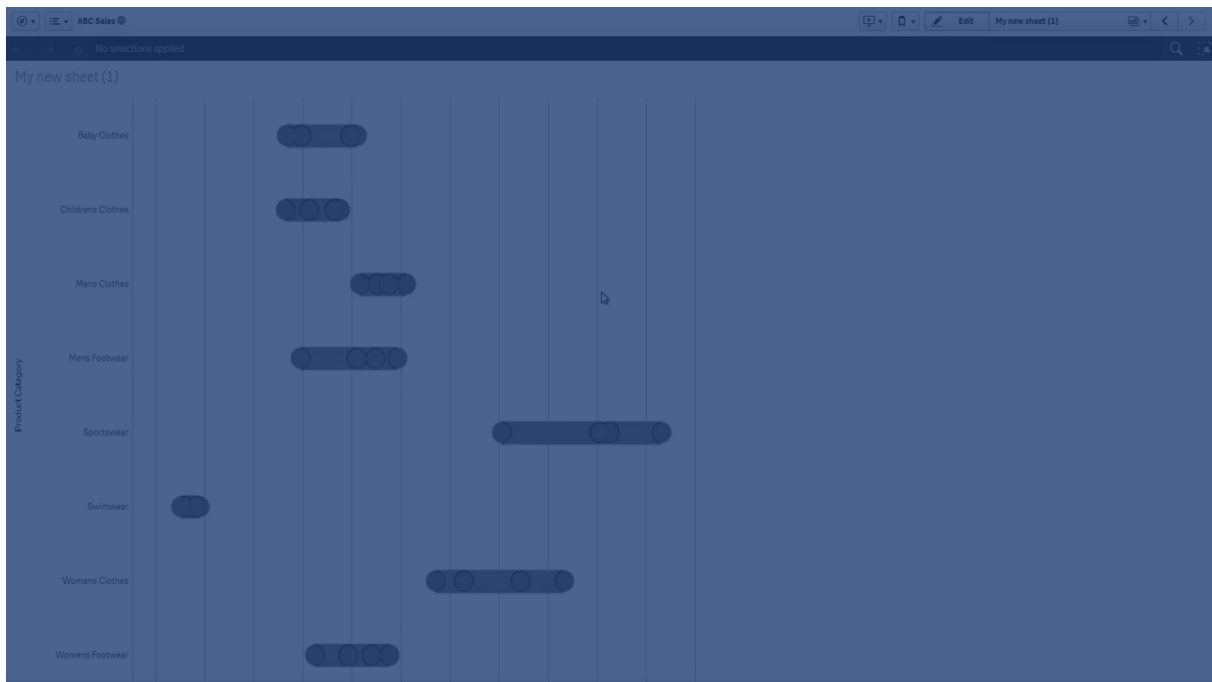 ABC Sales
Edit
My new sheet (1)
No selections applied
My new sheet (1)
Product Category
Baby Clothes
Childrens Clothes
Mens Clothes
Mens Footwear
Sportswear
Swimwear
Womens Clothes
Womens Footwear